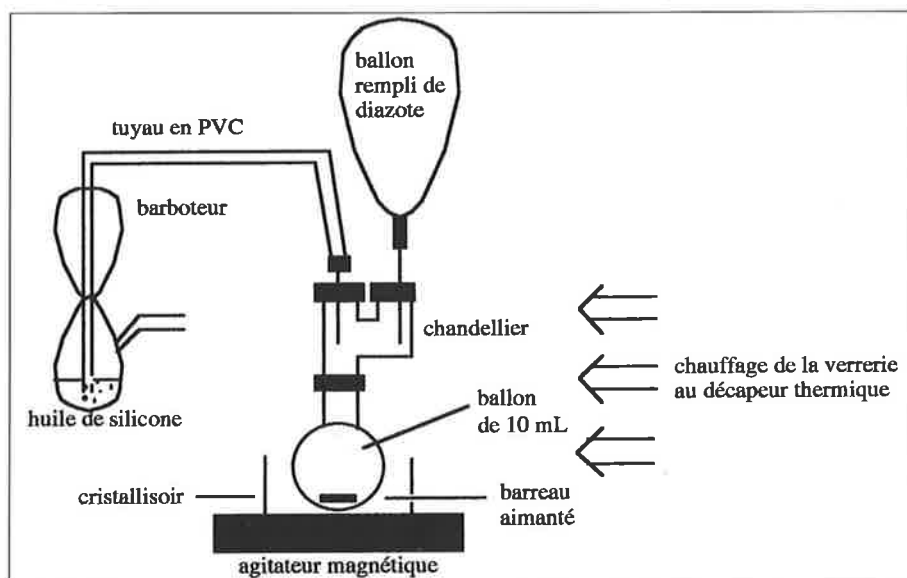 ballon
rempli de
diazote
tuyau en PVC
barboteur
chandellier
chauffage de la verrerie
au décapeur thermique
huile de silicone
ballon
de 10 mL
cristallisoir
barreau
aimanté
agitateur magnétique